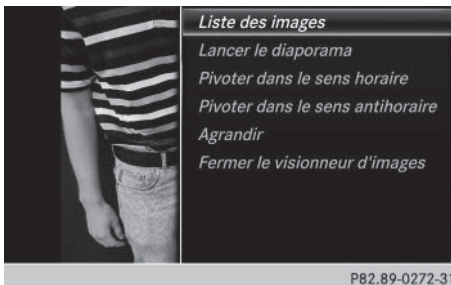 Liste des images
Lancer le diaporama
Pivoter dans le sens horaire
Pivoter dans le sens antihoraire
Agrandir
Fermer le visionneur d'images
P82.89-0272-31